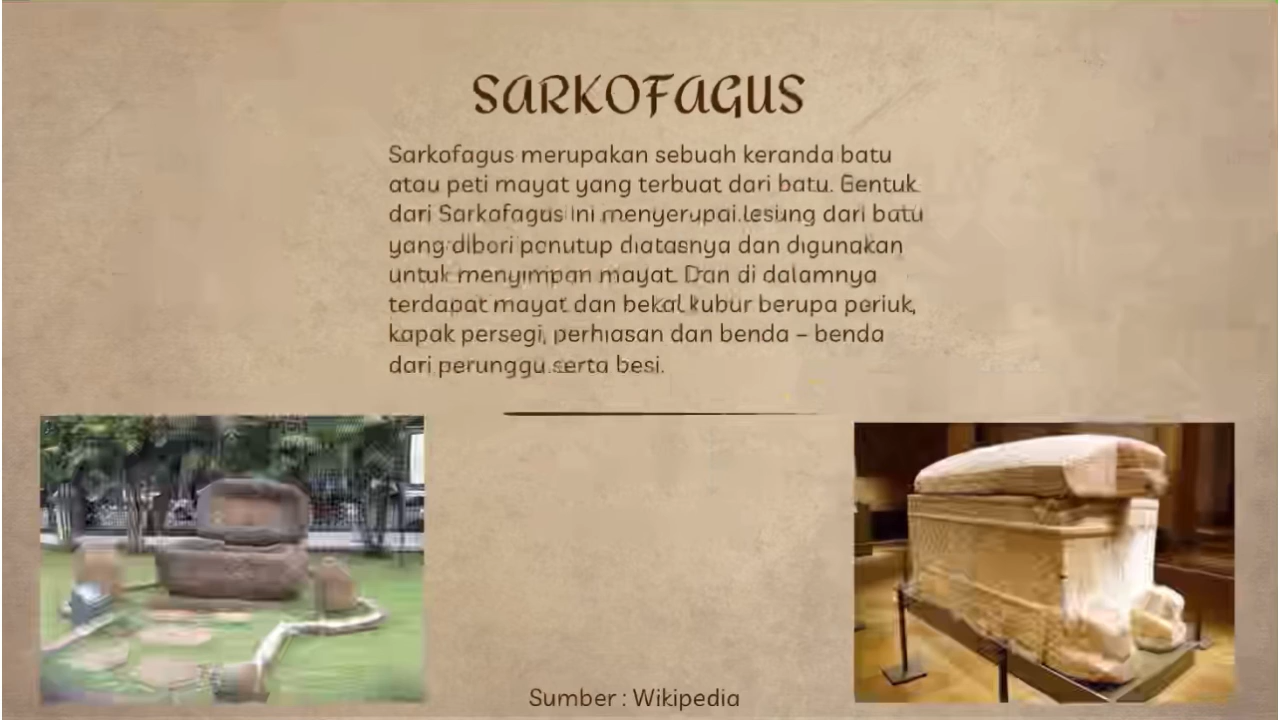 SARKOFAGUS
Sarkofagus merupakan sebuah keranda batu
atau peti mayat yang terbuat dari batu. Bentuk
dari Sarkofagus ini menyerupai lesung dari batu
yang diberi penutup diatasnya dan digunakan
untuk menyimpan mayat. Dan di dalamnya
terdapat mayat dan bekal kubur berupa periuk,
kapak persegi, perhiasan dan benda – benda
dari perunggu serta besi.
Sumber : Wikipedia